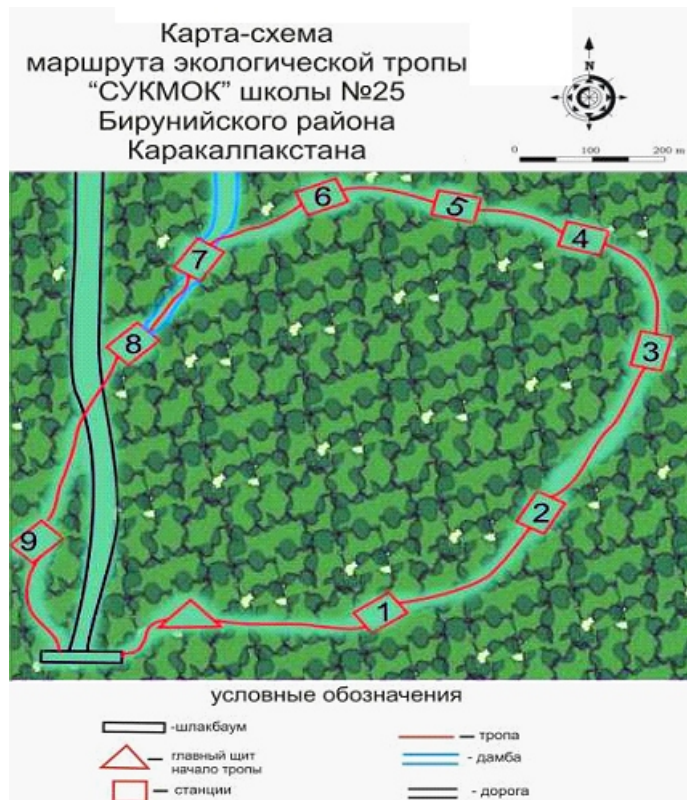 Карта-схема
маршрута экологической тропы
“СУКМОК” школы №25
Бирунийского района
Каракалпакстана
N
0 100 200 m
6
5
4
7
8
3
2
9
1
условные обозначения
-шлакбаум
— тропа
— главный щит
начало тропы
- дамба
— станции
- дорога